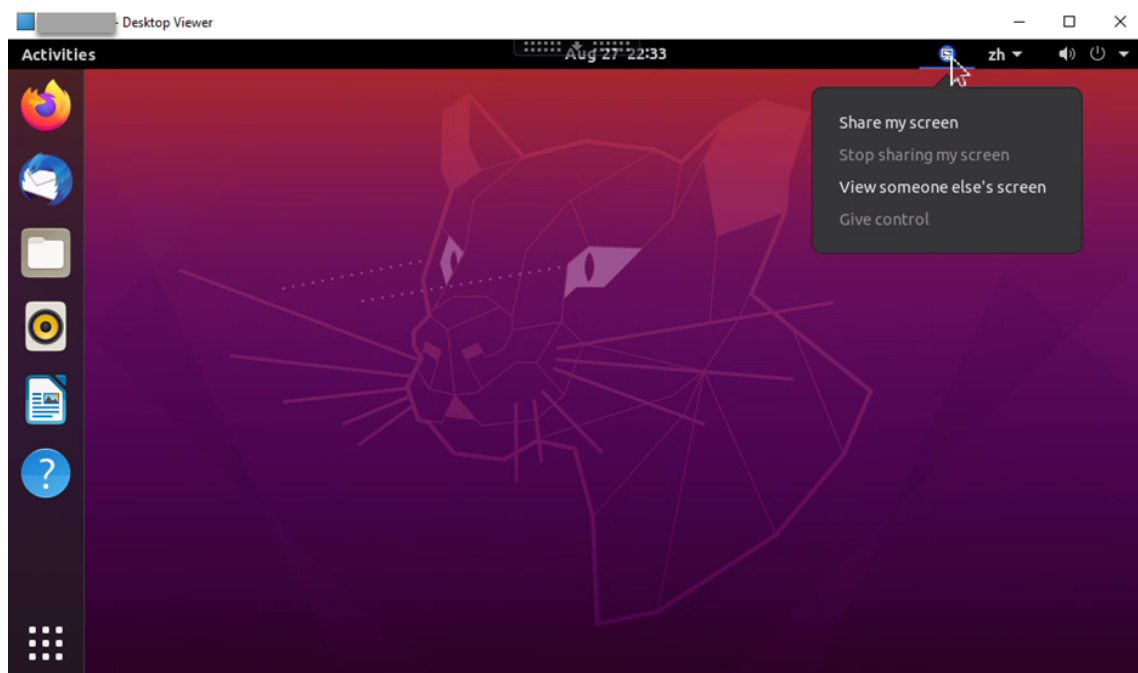 - Desktop Viewer
Activities
Aug 27 22:33
zh
Share my screen
Stop sharing my screen
View someone else's screen
Give control
?